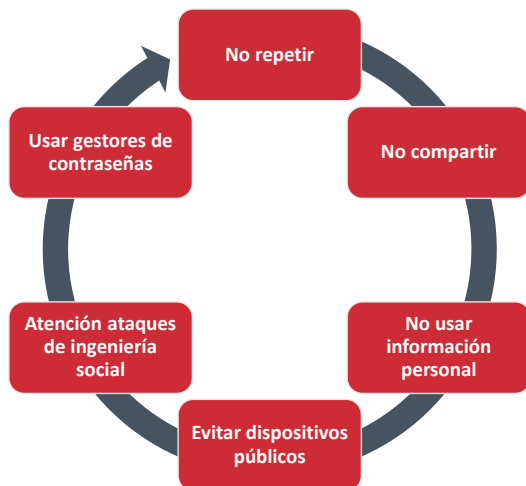 No repetir
No compartir
No usar
información
personal
Evitar dispositivos
públicos
Atención ataques
de ingeniería
social
Usar gestores de
contraseñas